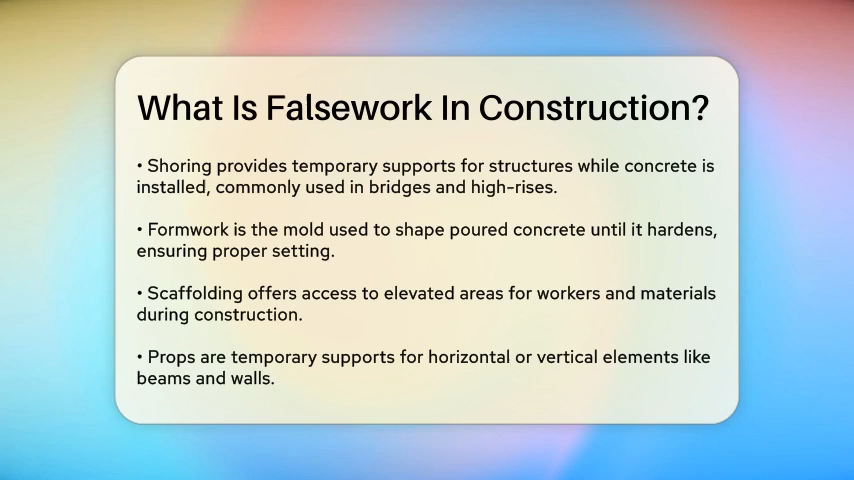 What Is Falsework In Construction?
• Shoring provides temporary supports for structures while concrete is
installed, commonly used in bridges and high-rises.
• Formwork is the mold used to shape poured concrete until it hardens,
ensuring proper setting.
• Scaffolding offers access to elevated areas for workers and materials
during construction.
• Props are temporary supports for horizontal or vertical elements like
beams and walls.